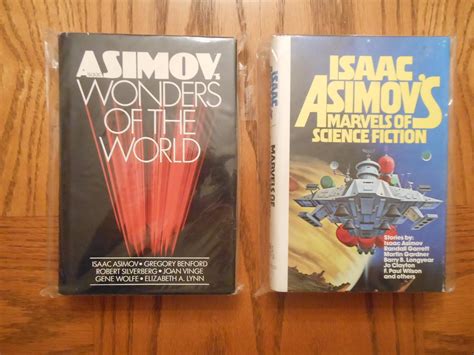 ASIMOV'S
WONDERS
OF THE
WORLD
ISAAC ASIMOV • GREGORY BENFORD
ROBERT SILVERBERG • JOAN VINGE
GENE WOLFE • ELIZABETH A. LYNN
ISAAC
ASIMOV'S
MARVELS OF
SCIENCE FICTION
Stories by:
Isaac Asimov
Randall Garrett
Martin Gardner
Barry B. Longyear
Jo Clayton
F. Paul Wilson
and others
ISAAC
MARVELS OF